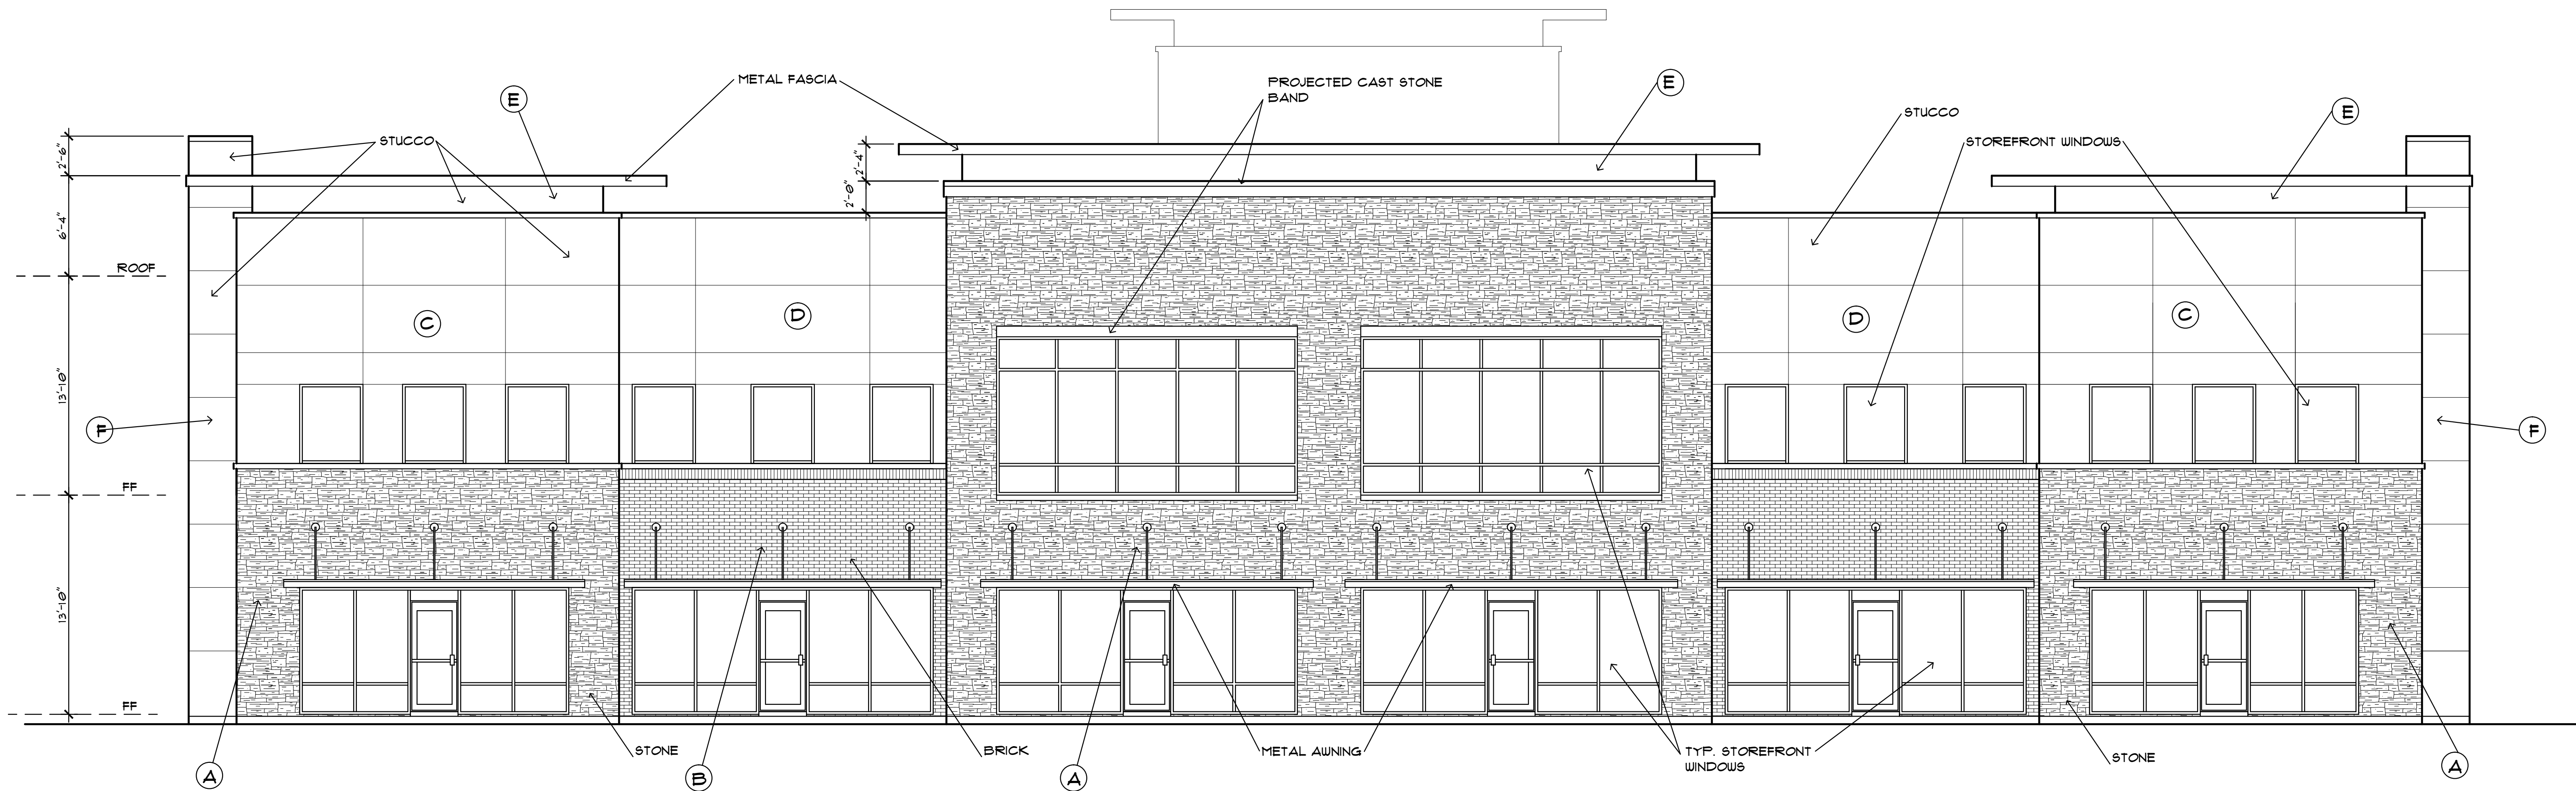 METAL FASCIA
PROJECTED CAST STONE
BAND
E
E
E
STUCCO
STUCCO
STOREFRONT WINDOWS
2'-6"
6'-4"
2'-4"
2'-0"
ROOF
C
D
D
C
13'-10"
F
F
FF
13'-10"
FF
STONE
BRICK
METAL AWNING
TYP. STOREFRONT
WINDOWS
STONE
A
B
A
A